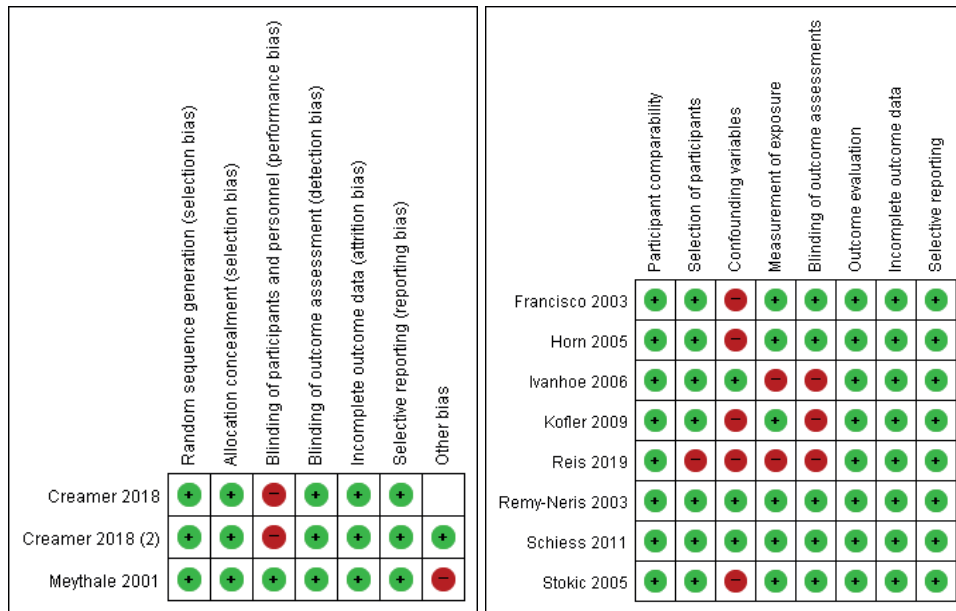 Random sequence generation (selection bias)
Allocation concealment (selection bias)
Blinding of participants and personnel (performance bias)
Blinding of outcome assessment (detection bias)
Incomplete outcome data (attrition bias)
Selective reporting (reporting bias)
Other bias
Creamer 2018 + + − + + +
Creamer 2018 (2) + + − + + + +
Meythale 2001 + + + + + + −
Participant comparability
Selection of participants
Confounding variables
Measurement of exposure
Blinding of outcome assessments
Outcome evaluation
Incomplete outcome data
Selective reporting
Francisco 2003 + + − + + + + +
Horn 2005 + + − + + + + +
Ivanhoe 2006 + + + − − + + +
Kofler 2009 + + − + − + + +
Reis 2019 + − − − − + + +
Remy-Neris 2003 + + + + + + + +
Schiess 2011 + + + + + + + +
Stokic 2005 + + − + + + + +